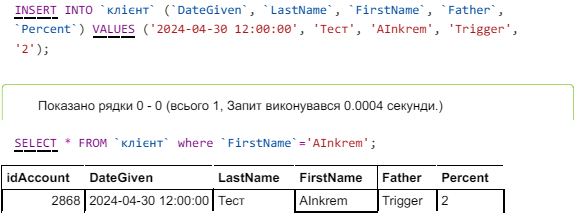 INSERT INTO `клієнт` (`DateGiven`, `LastName`, `FirstName`, `Father`,
`Percent`) VALUES ('2024-04-30 12:00:00', 'Тест', 'AInkrem', 'Trigger',
'2');
Показано рядки 0 - 0 (всього 1, Запит виконувався 0.0004 секунди.)
SELECT * FROM `клієнт` where `FirstName`='AInkrem';
idAccount DateGiven LastName FirstName Father Percent
2868 2024-04-30 12:00:00 Тест AInkrem Trigger 2